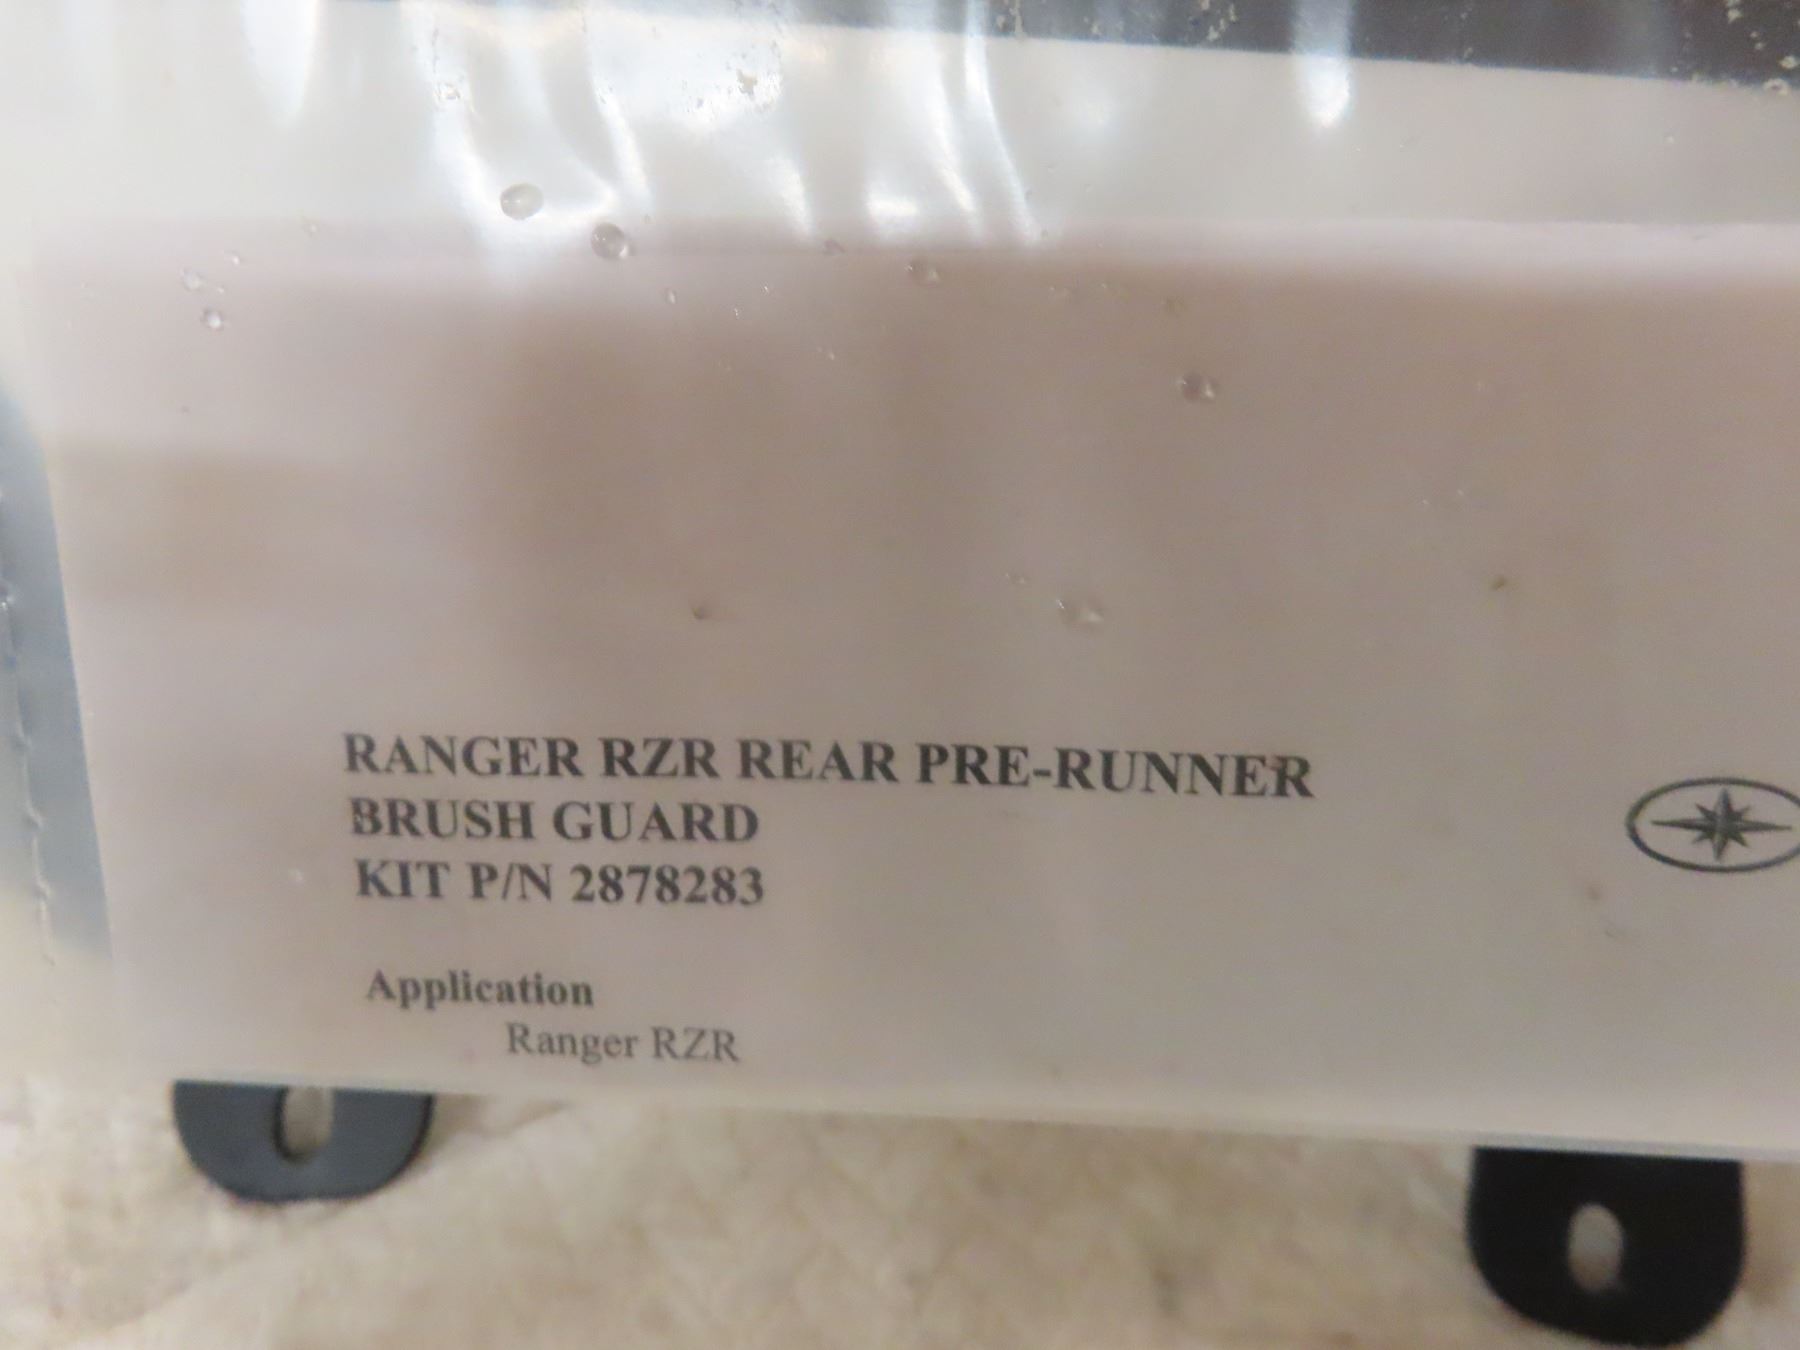 RANGER RZR REAR PRE-RUNNER
BRUSH GUARD
KIT P/N 2878283
Application
Ranger RZR